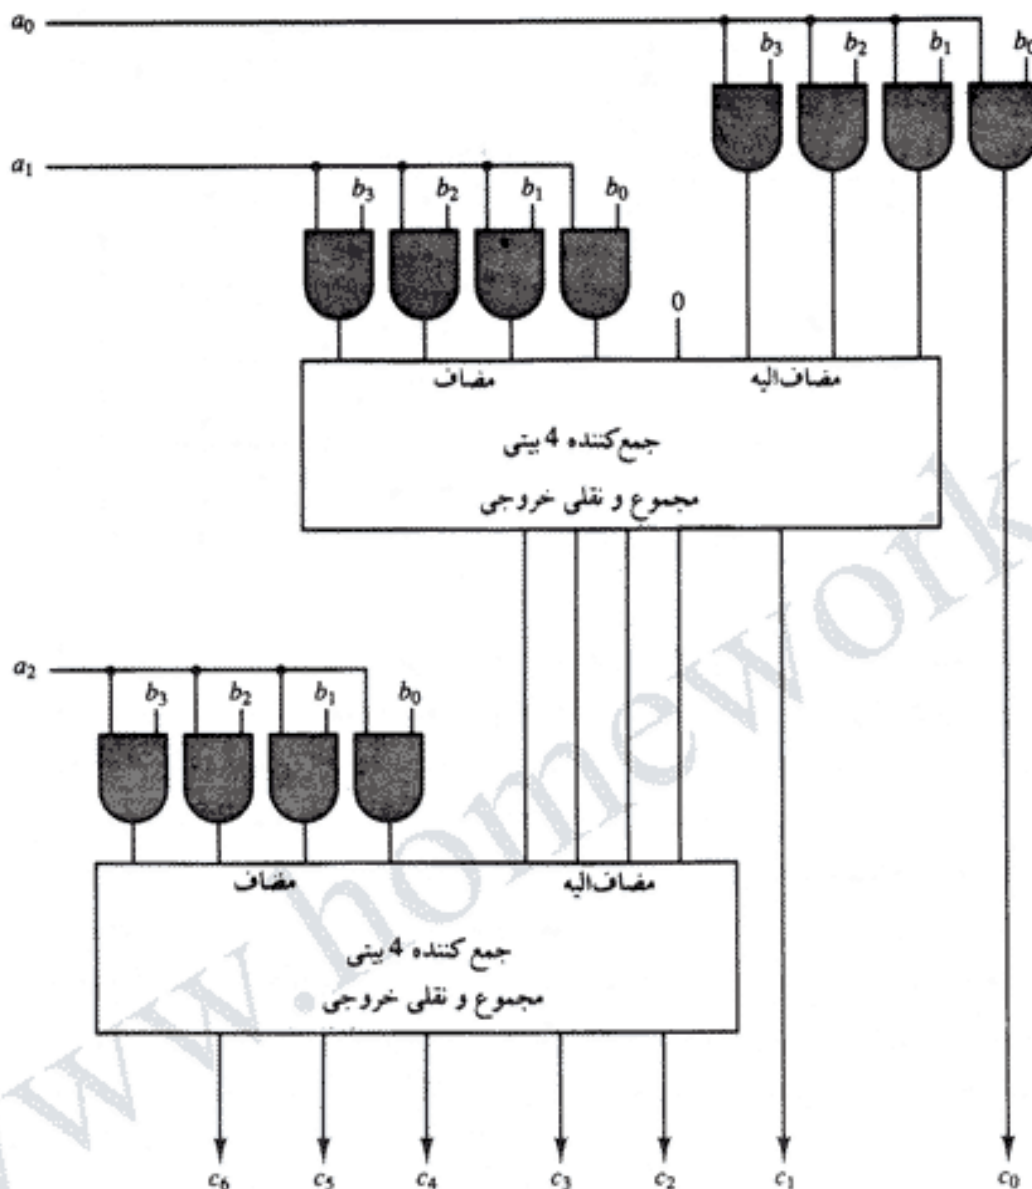 a₀
b₃ b₂ b₁ b₀
a₁
b₃ b₂ b₁ b₀
0
مضاف مضاف‌الیه
جمع‌کننده 4 بیتی
مجموع و نقلی خروجی
a₂
b₃ b₂ b₁ b₀
مضاف مضاف‌الیه
جمع کننده 4 بیتی
مجموع و نقلی خروجی
c₆ c₅ c₄ c₃ c₂ c₁ c₀
www.homework